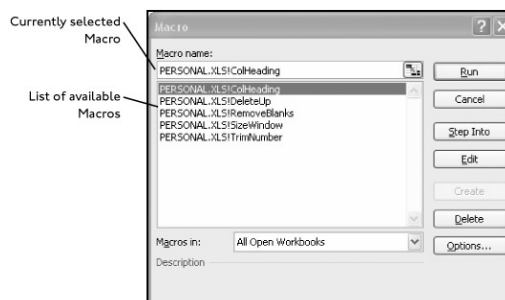 Currently selected
Macro
List of available
Macros
Macro
Macro name:
PERSONAL.XLS!ColHeading
PERSONAL.XLS!ColHeading
PERSONAL.XLS!DeleteUp
PERSONAL.XLS!RemoveBlanks
PERSONAL.XLS!SizeWindow
PERSONAL.XLS!TrimNumber
Macros in:
All Open Workbooks
Description
?
X
Run
Cancel
Step Into
Edit
Create
Delete
Options...